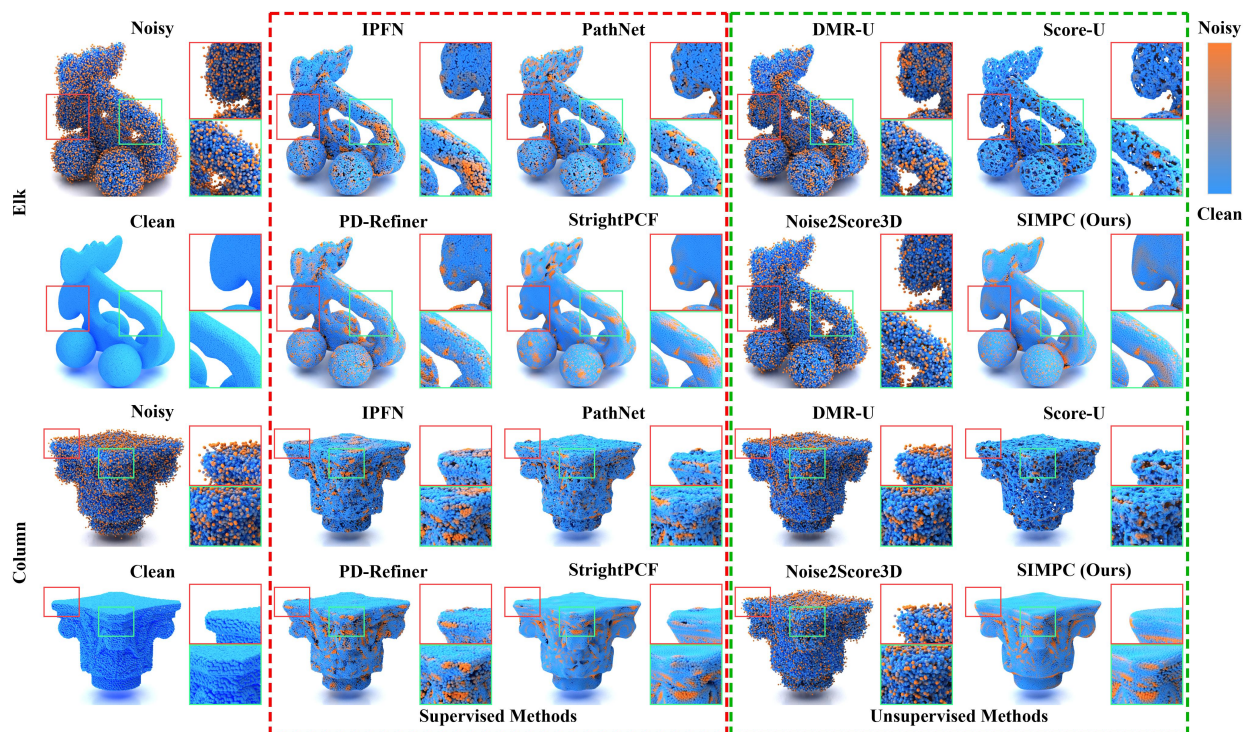 Noisy
IPFN
PathNet
DMR-U
Score-U
Noisy
Elk
Clean
PD-Refiner
StrightPCF
Noise2Score3D
SIMPC (Ours)
Clean
Noisy
IPFN
PathNet
DMR-U
Score-U
Column
Clean
PD-Refiner
StrightPCF
Noise2Score3D
SIMPC (Ours)
Supervised Methods
Unsupervised Methods